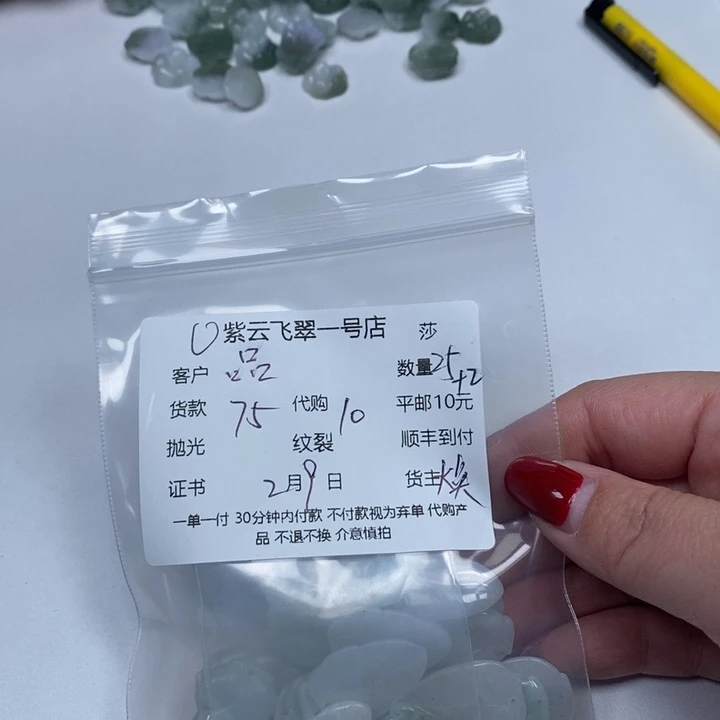 紫云飞翠一号店 莎
客户 品 数量25+2
货款 75 代购 10 平邮10元
抛光 纹裂 顺丰到付
证书 2月9日 货主焕
一单一付 30分钟内付款 不付款视为弃单 代购产
品 不退不换 介意慎拍